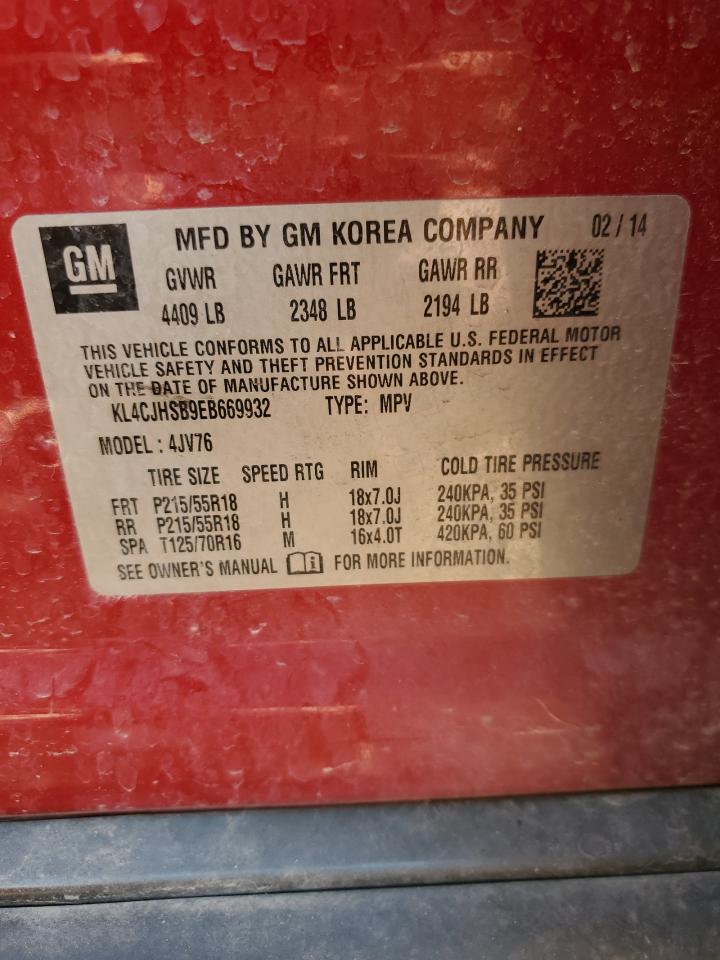 GM
MFD BY GM KOREA COMPANY 02 / 14
GVWR GAWR FRT GAWR RR
4409 LB 2348 LB 2194 LB
THIS VEHICLE CONFORMS TO ALL APPLICABLE U.S. FEDERAL MOTOR
VEHICLE SAFETY AND THEFT PREVENTION STANDARDS IN EFFECT
ON THE DATE OF MANUFACTURE SHOWN ABOVE.
KL4CJHSB9EB669932 TYPE: MPV
MODEL : 4JV76
TIRE SIZE SPEED RTG RIM COLD TIRE PRESSURE
FRT P215/55R18 H 18x7.0J 240KPA, 35 PSI
RR P215/55R18 H 18x7.0J 240KPA, 35 PSI
SPA T125/70R16 M 16x4.0T 420KPA, 60 PSI
SEE OWNER'S MANUAL i FOR MORE INFORMATION.